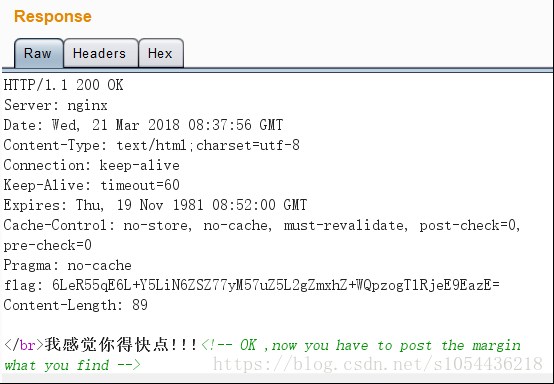 Response
Raw Headers Hex
HTTP/1.1 200 OK
Server: nginx
Date: Wed, 21 Mar 2018 08:37:56 GMT
Content-Type: text/html;charset=utf-8
Connection: keep-alive
Keep-Alive: timeout=60
Expires: Thu, 19 Nov 1981 08:52:00 GMT
Cache-Control: no-store, no-cache, must-revalidate, post-check=0,
pre-check=0
Pragma: no-cache
flag: 6LeR55qE6L+Y5LiN6ZSZ77yM57uZ5L2gZmxhZ+WQpzogT1RjeE9EazE=
Content-Length: 89
</br>我感觉你得快点!!!<!-- OK ,now you have to post the margin
what you find -->
https://blog.csdn.net/s1054436218